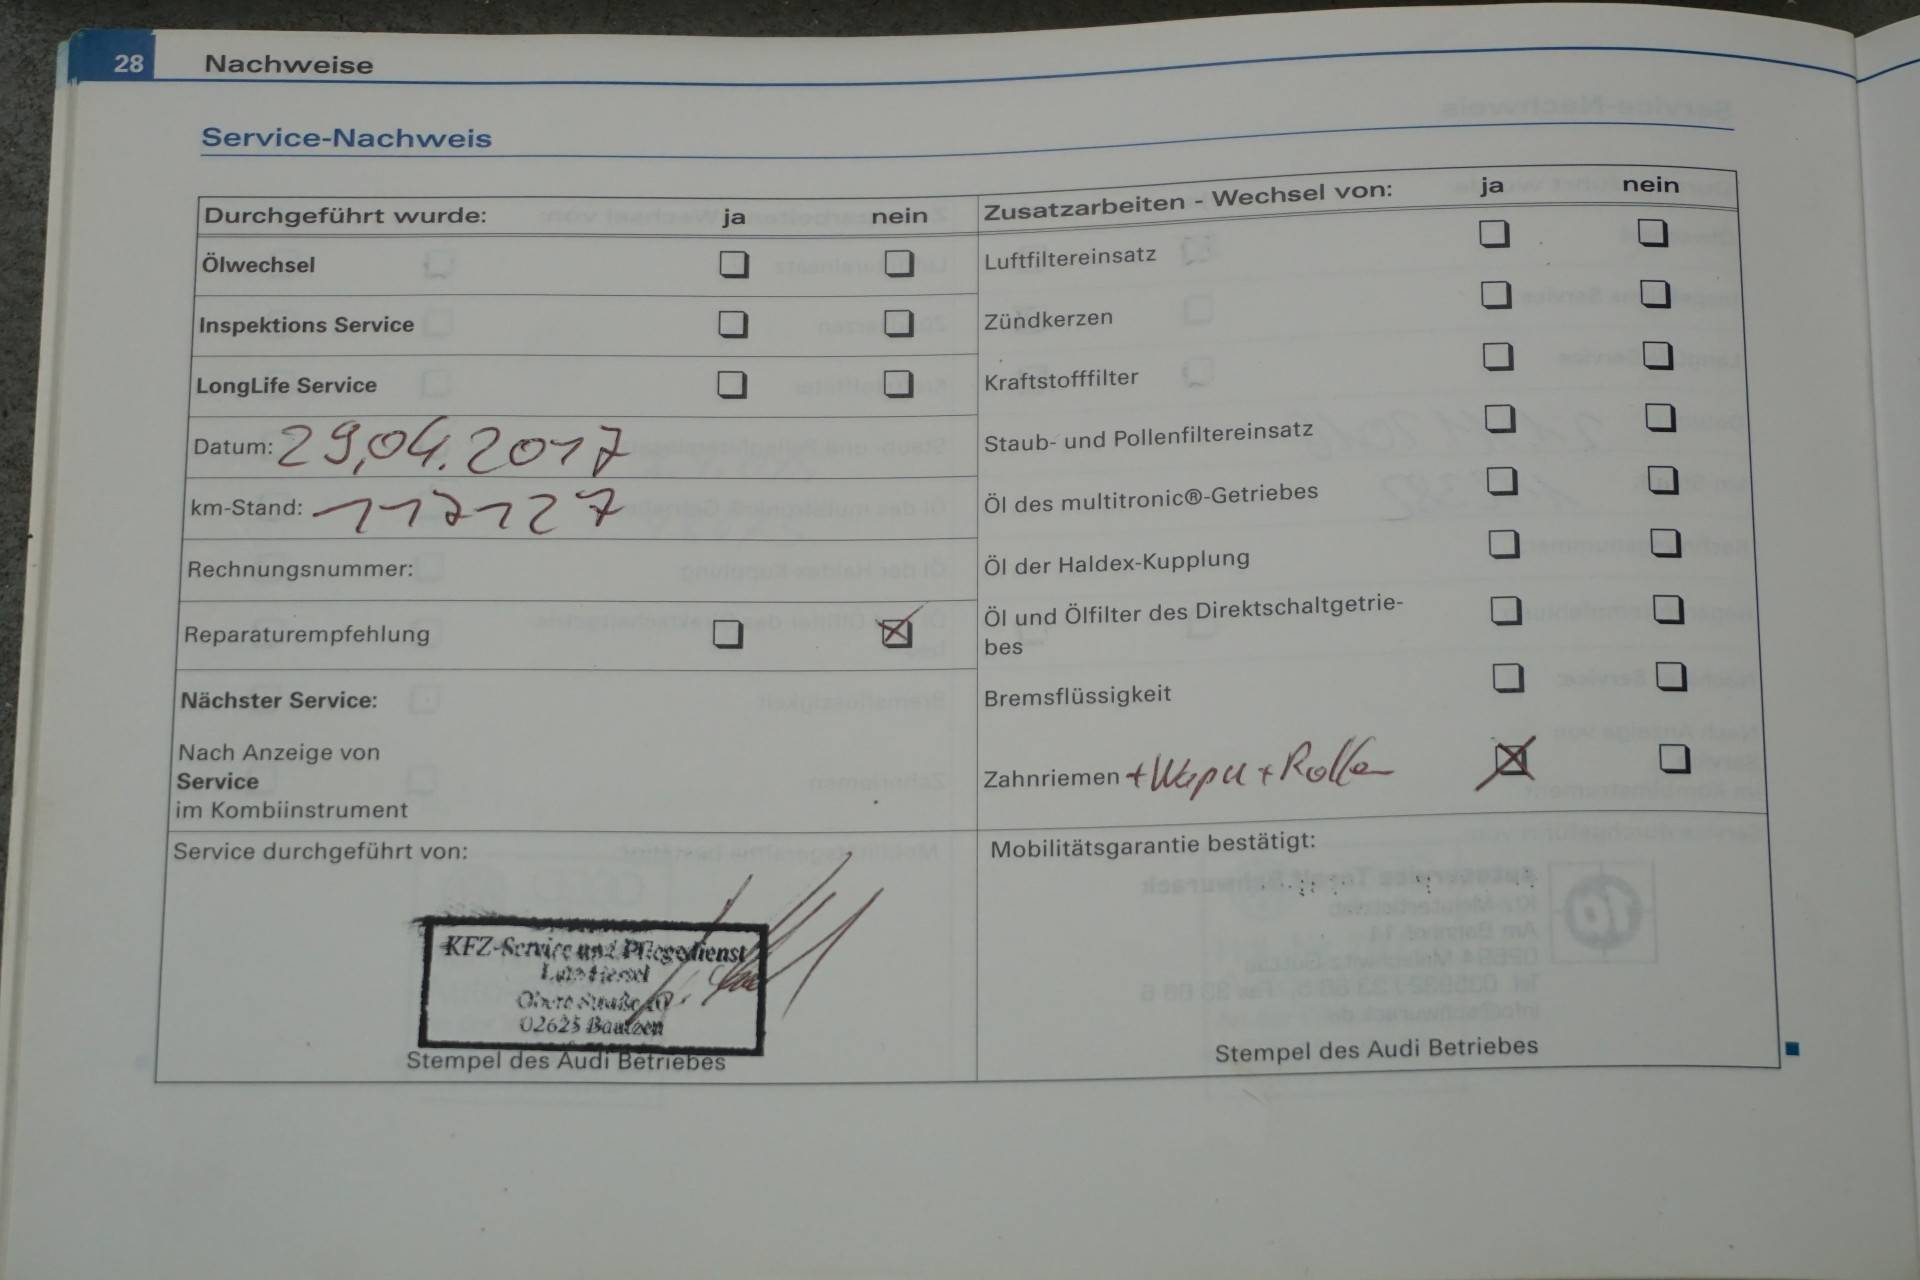 28 Nachweise
Service-Nachweis
Durchgeführt wurde: ja nein
Ölwechsel
Inspektions Service
LongLife Service
Datum: 29.04.2017
km-Stand: 117127
Rechnungsnummer:
Reparaturempfehlung
Nächster Service:
Nach Anzeige von
Service
im Kombiinstrument
Service durchgeführt von:
KFZ-Service und Pflegedienst
02625 Bautzen
Stempel des Audi Betriebes
Zusatzarbeiten - Wechsel von: ja nein
Luftfiltereinsatz
Zündkerzen
Kraftstofffilter
Staub- und Pollenfiltereinsatz
Öl des multitronic®-Getriebes
Öl der Haldex-Kupplung
Öl und Ölfilter des Direktschaltgetrie-
bes
Bremsflüssigkeit
Zahnriemen + Wapu + Rollen
Mobilitätsgarantie bestätigt:
Stempel des Audi Betriebes